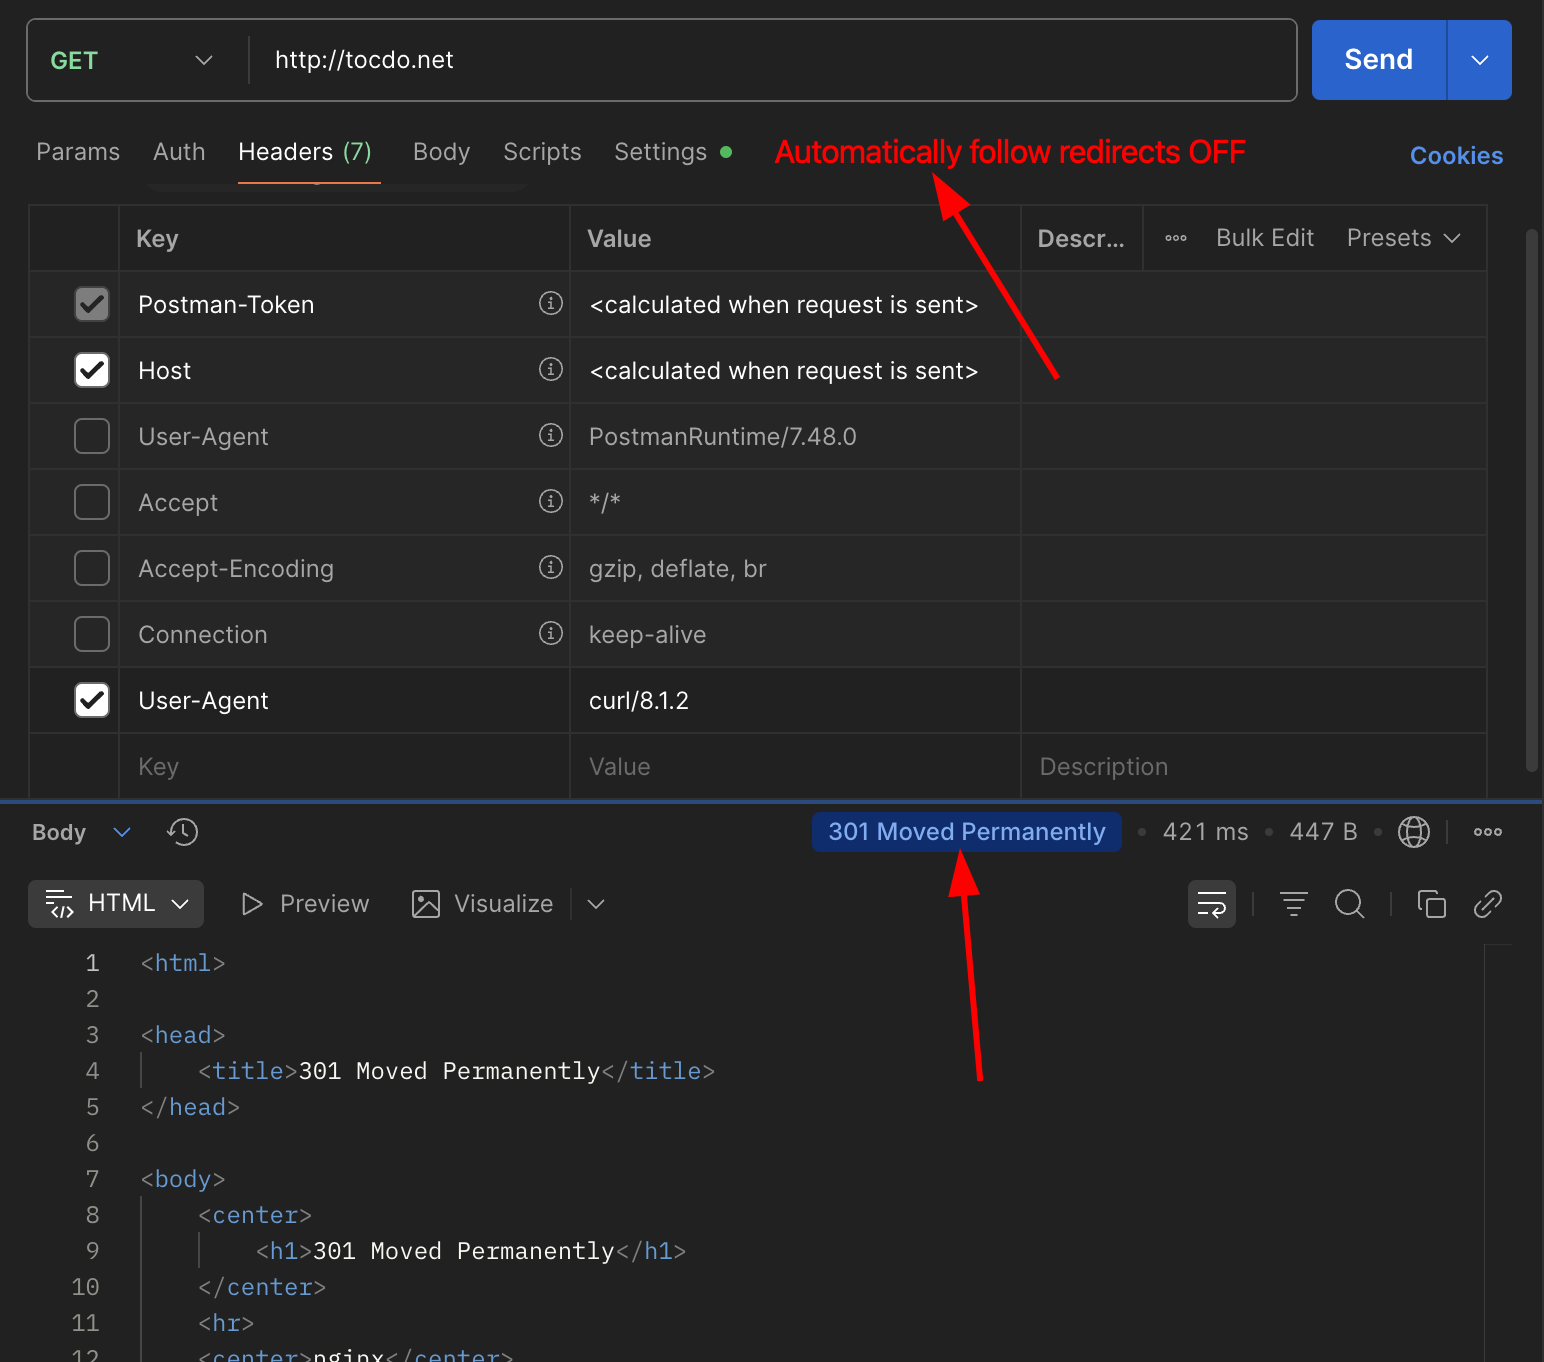 GET http://tocdo.net Send
Params Auth Headers (7) Body Scripts Settings Automatically follow redirects OFF Cookies
Key Value Descr... Bulk Edit Presets
Postman-Token <calculated when request is sent>
Host <calculated when request is sent>
User-Agent PostmanRuntime/7.48.0
Accept */*
Accept-Encoding gzip, deflate, br
Connection keep-alive
User-Agent curl/8.1.2
Key Value Description
Body 301 Moved Permanently • 421 ms • 447 B •
HTML Preview Visualize
1 <html>
2
3 <head>
4 <title>301 Moved Permanently</title>
5 </head>
6
7 <body>
8 <center>
9 <h1>301 Moved Permanently</h1>
10 </center>
11 <hr>
12 <center>nginx</center>